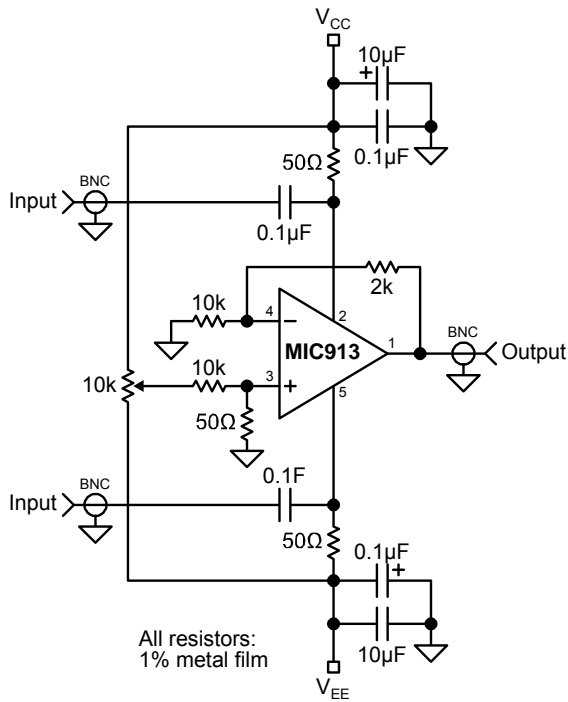 VCC
10µF
+
50Ω
0.1µF
BNC
Input
0.1µF
2k
10k
4
−
2
MIC913
1
BNC
Output
10k
10k
3
+
5
50Ω
0.1F
BNC
Input
50Ω
0.1µF
+
10µF
All resistors:
1% metal film
VEE